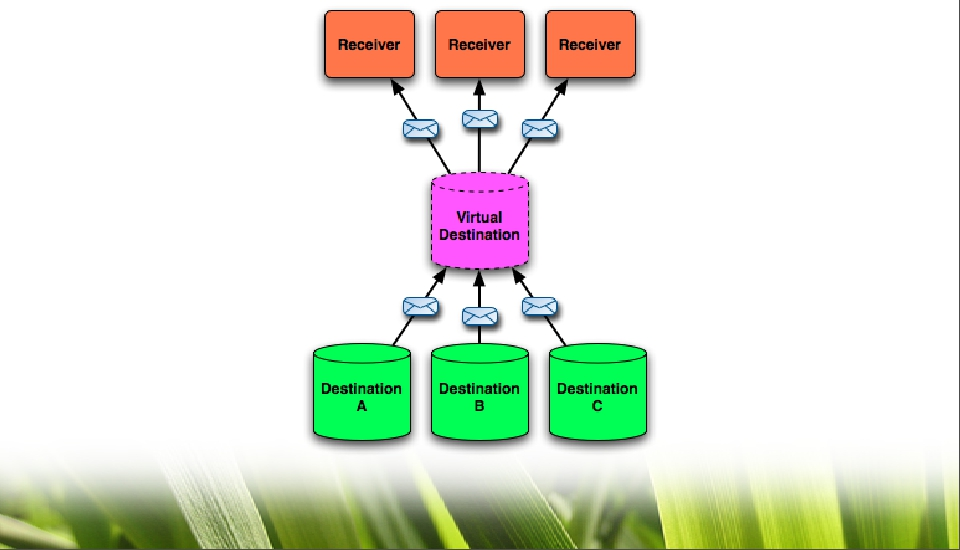 Receiver
Receiver
Receiver
Virtual
Destination
Destination
A
Destination
B
Destination
C